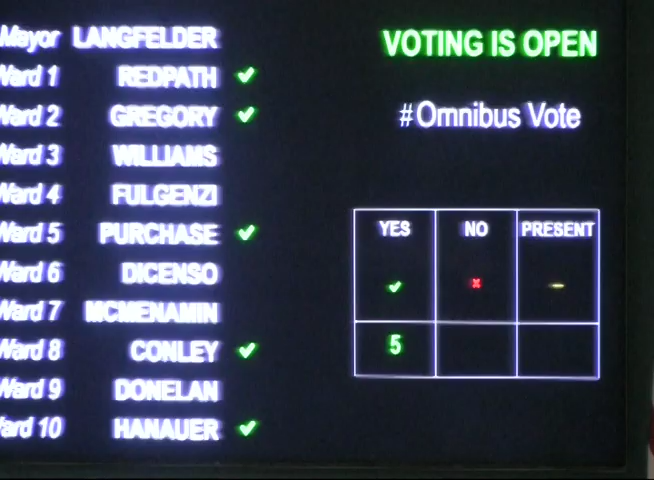 Mayor LANGFELDER
Ward 1 REDPATH ✓
Ward 2 GREGORY ✓
Ward 3 WILLIAMS
Ward 4 FULGENZI
Ward 5 PURCHASE ✓
Ward 6 DICENSO
Ward 7 MCMENAMIN
Ward 8 CONLEY ✓
Ward 9 DONELAN
Ward 10 HANAUER ✓
VOTING IS OPEN
#Omnibus Vote
YES NO PRESENT
✓ × –
5